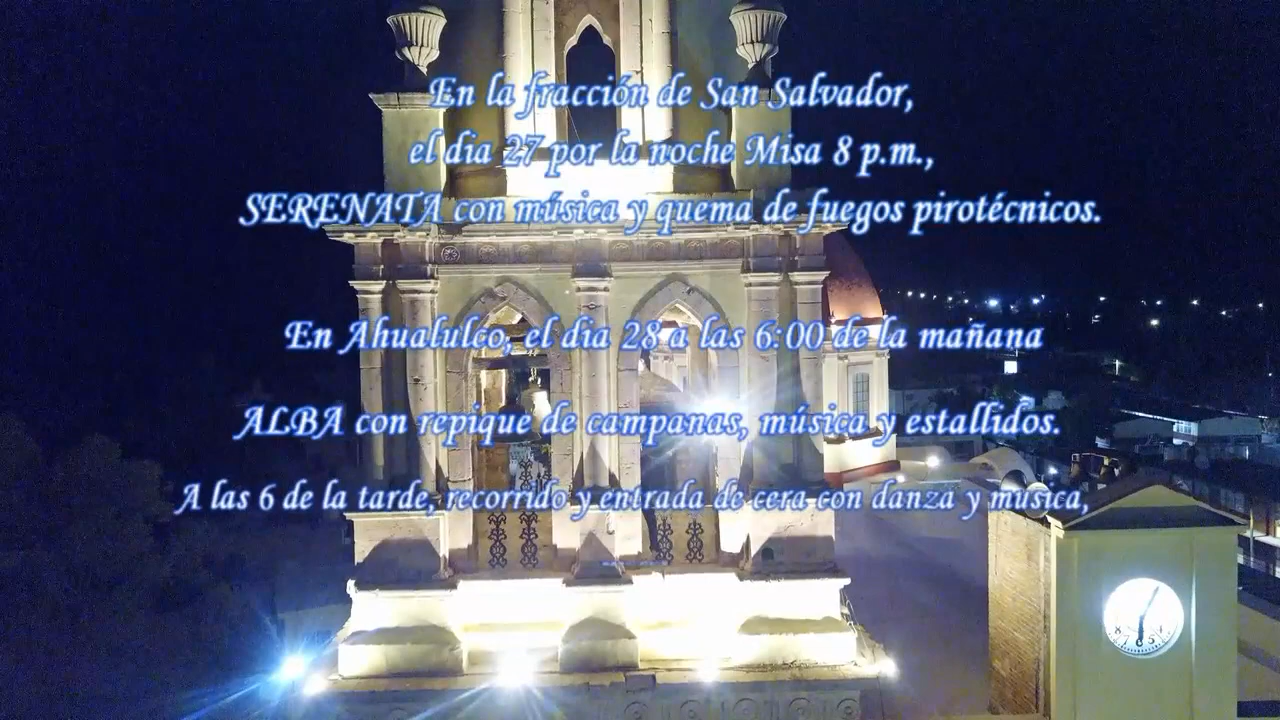 En la fracción de San Salvador,
el dia 27 por la noche Misa 8 p.m.,
SERENATA con música y quema de fuegos pirotécnicos.
En Ahualulco, el dia 28 a las 6:00 de la mañana
ALBA con repique de campanas, música y estallidos.
A las 6 de la tarde, recorrido y entrada de cera con danza y música,